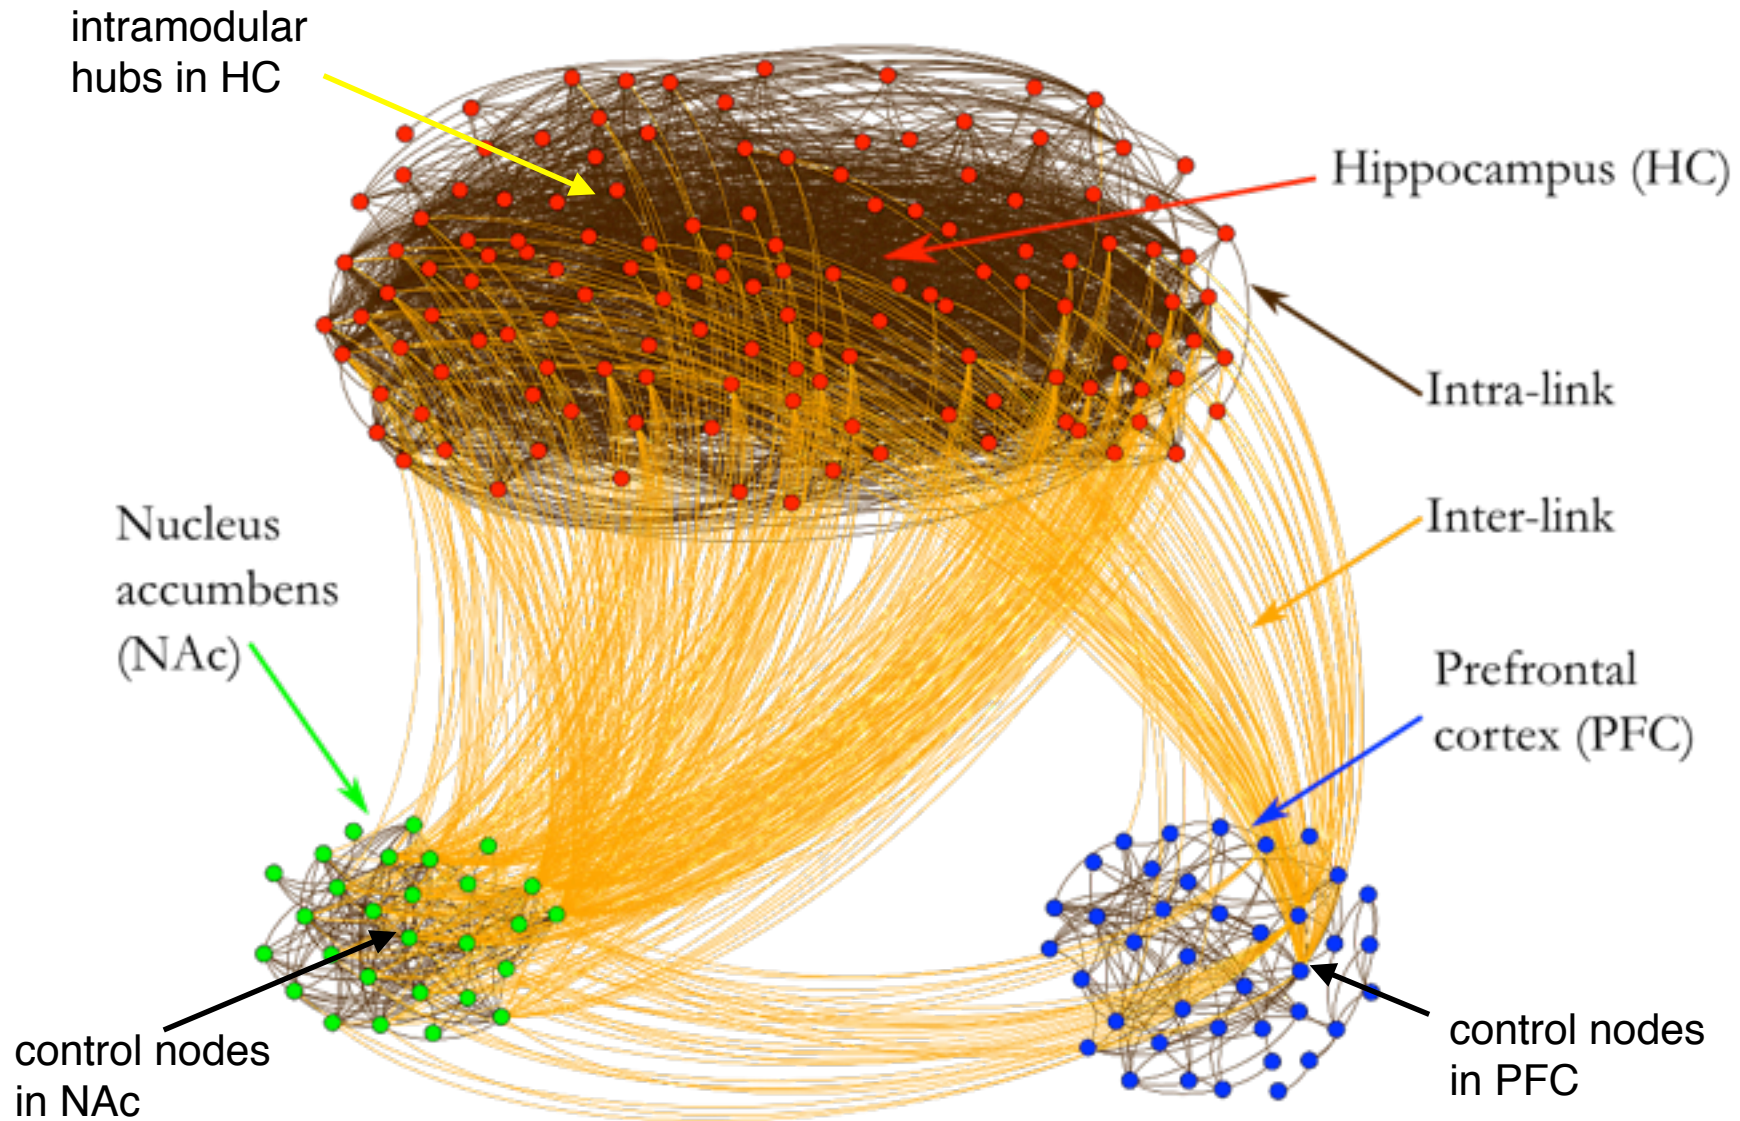 intramodular
hubs in HC
Hippocampus (HC)
Intra-link
Inter-link
Nucleus
accumbens
(NAc)
Prefrontal
cortex (PFC)
control nodes
in NAc
control nodes
in PFC